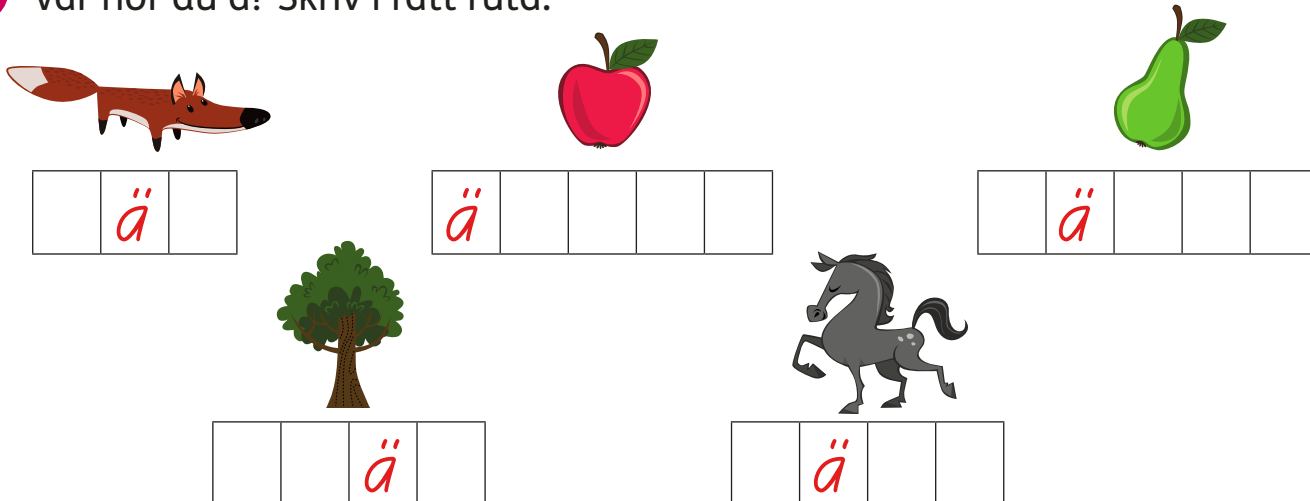 Var hör du ä? Skriv i rätt ruta.
ä ä ä
ä ä